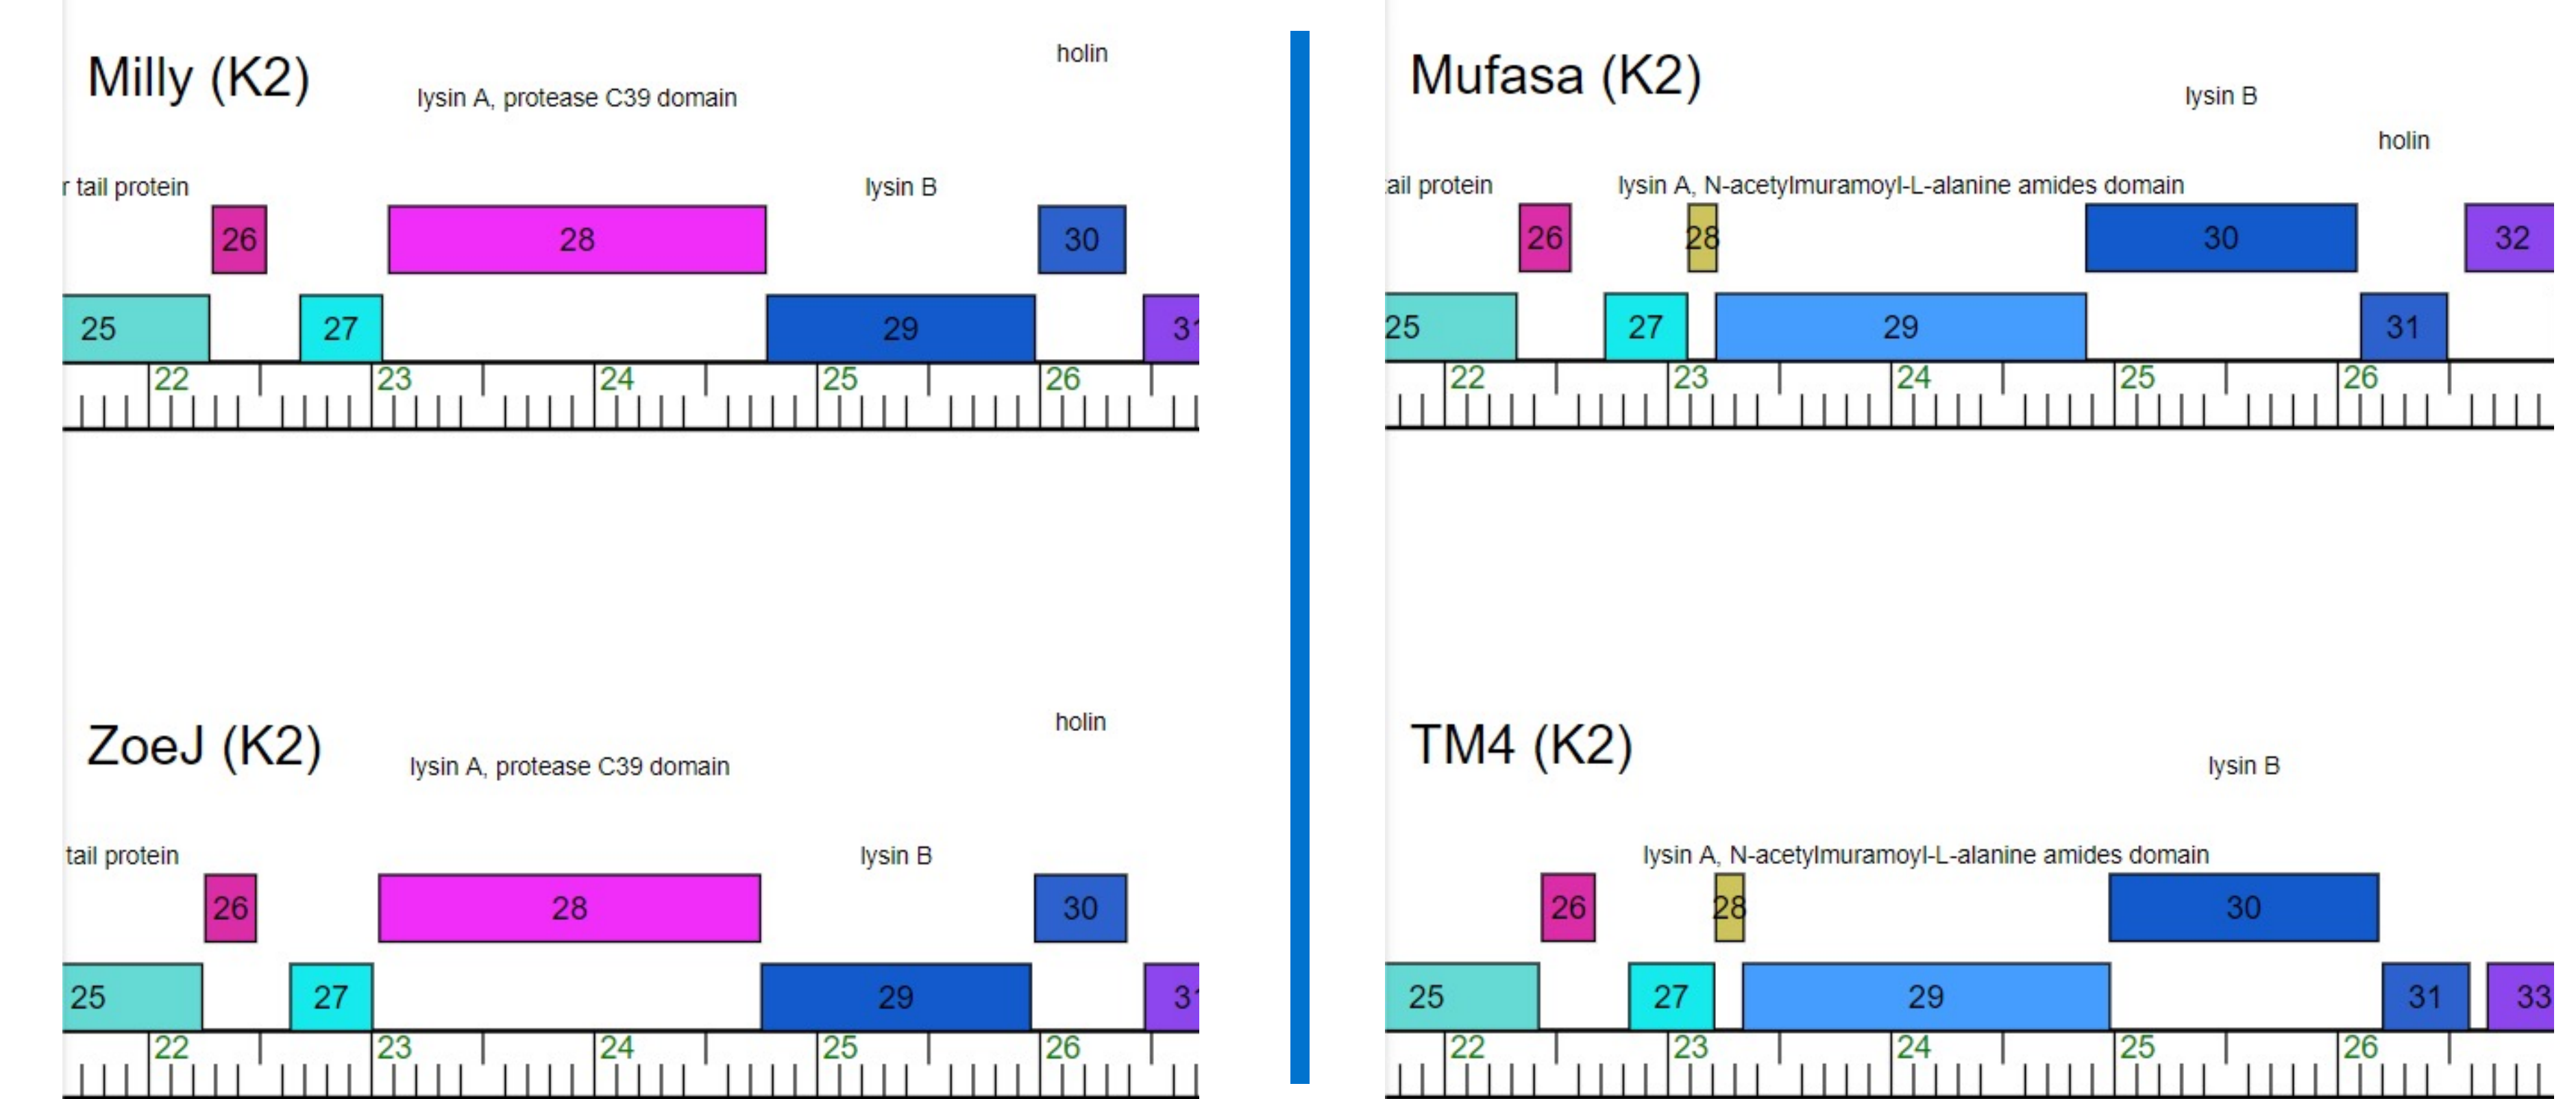 Milly (K2)
holin
lysin A, protease C39 domain
r tail protein
lysin B
26
28
30
25
27
29
31
22 23 24 25 26
Mufasa (K2)
lysin B
holin
ail protein
lysin A, N-acetylmuramoyl-L-alanine amides domain
26
28
30
32
25
27
29
31
22 23 24 25 26
ZoeJ (K2)
holin
lysin A, protease C39 domain
tail protein
lysin B
26
28
30
25
27
29
31
22 23 24 25 26
TM4 (K2)
lysin B
lysin A, N-acetylmuramoyl-L-alanine amides domain
26
28
30
25
27
29
31
33
22 23 24 25 26